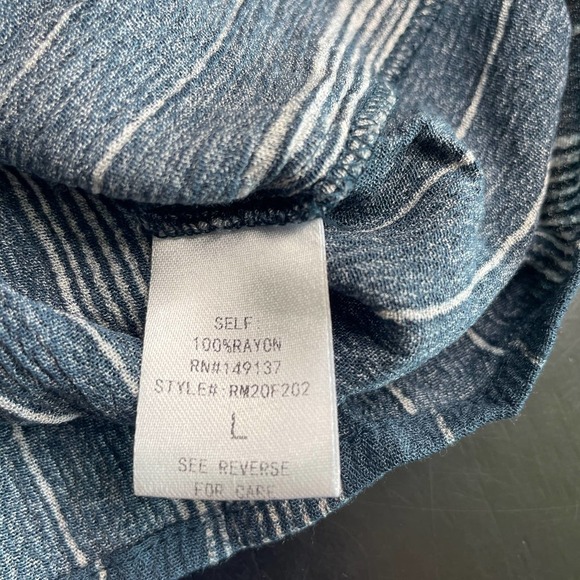 SELF:
100%RAYON
RN#149137
STYLE#: RM20F202
L
SEE REVERSE
FOR CARE